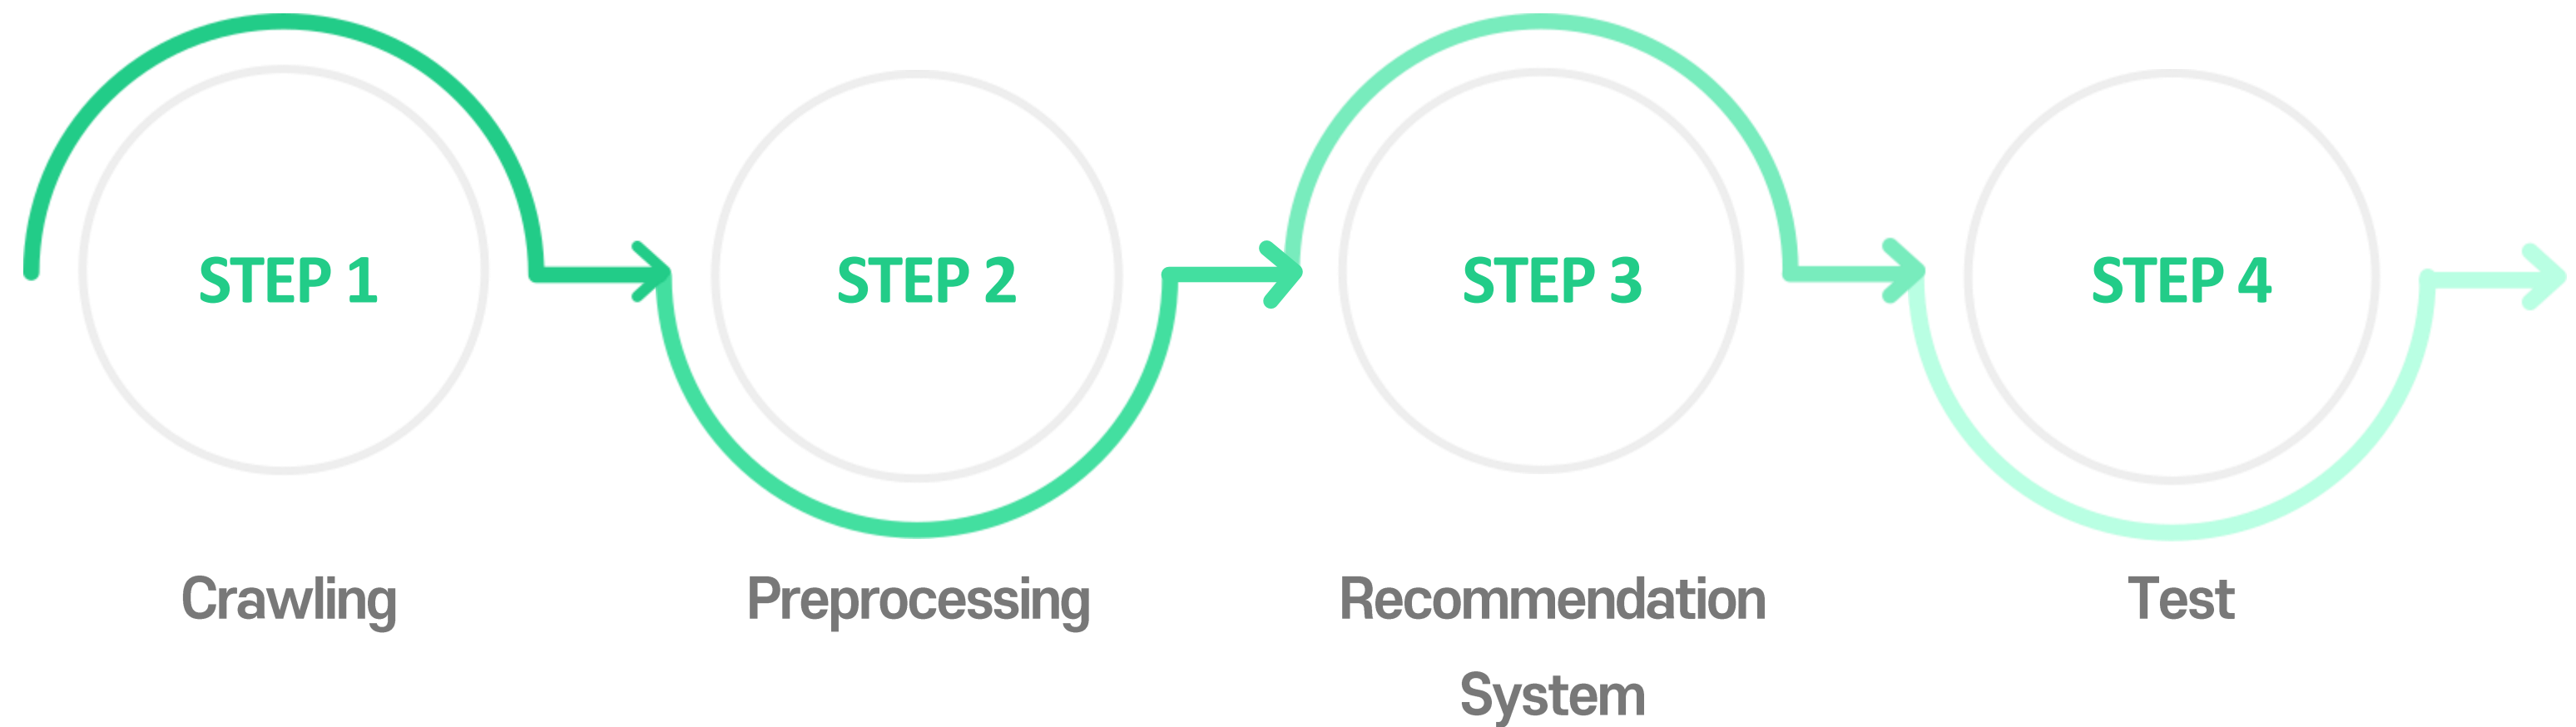 STEP 1
STEP 2
STEP 3
STEP 4
Crawling
Preprocessing
Recommendation
System
Test